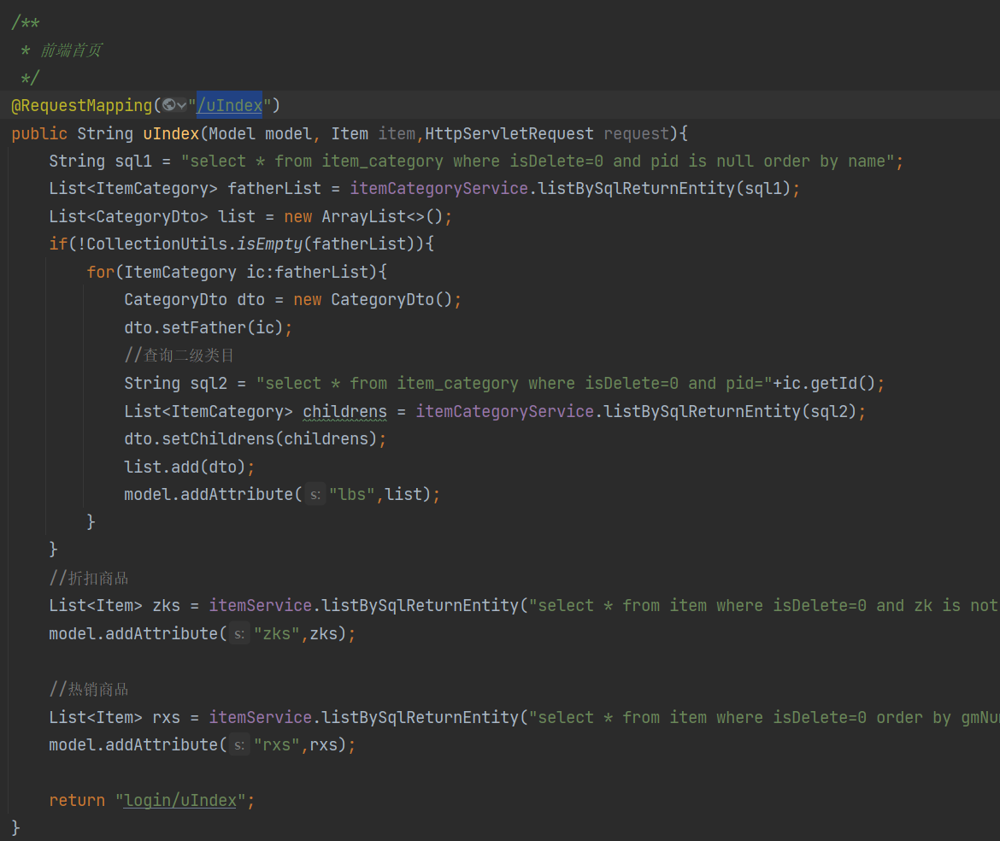 /**
 * 前端首页
 */
@RequestMapping("/uIndex")
public String uIndex(Model model, Item item,HttpServletRequest request){
    String sql1 = "select * from item_category where isDelete=0 and pid is null order by name";
    List<ItemCategory> fatherList = itemCategoryService.listBySqlReturnEntity(sql1);
    List<CategoryDto> list = new ArrayList<>();
    if(!CollectionUtils.isEmpty(fatherList)){
        for(ItemCategory ic:fatherList){
            CategoryDto dto = new CategoryDto();
            dto.setFather(ic);
            //查询二级类目
            String sql2 = "select * from item_category where isDelete=0 and pid="+ic.getId();
            List<ItemCategory> childrens = itemCategoryService.listBySqlReturnEntity(sql2);
            dto.setChildrens(childrens);
            list.add(dto);
            model.addAttribute( s: "lbs",list);
        }
    }
    //折扣商品
    List<Item> zks = itemService.listBySqlReturnEntity("select * from item where isDelete=0 and zk is not
    model.addAttribute( s: "zks",zks);
    //热销商品
    List<Item> rxs = itemService.listBySqlReturnEntity("select * from item where isDelete=0 order by gmNu
    model.addAttribute( s: "rxs",rxs);
    return "login/uIndex";
}